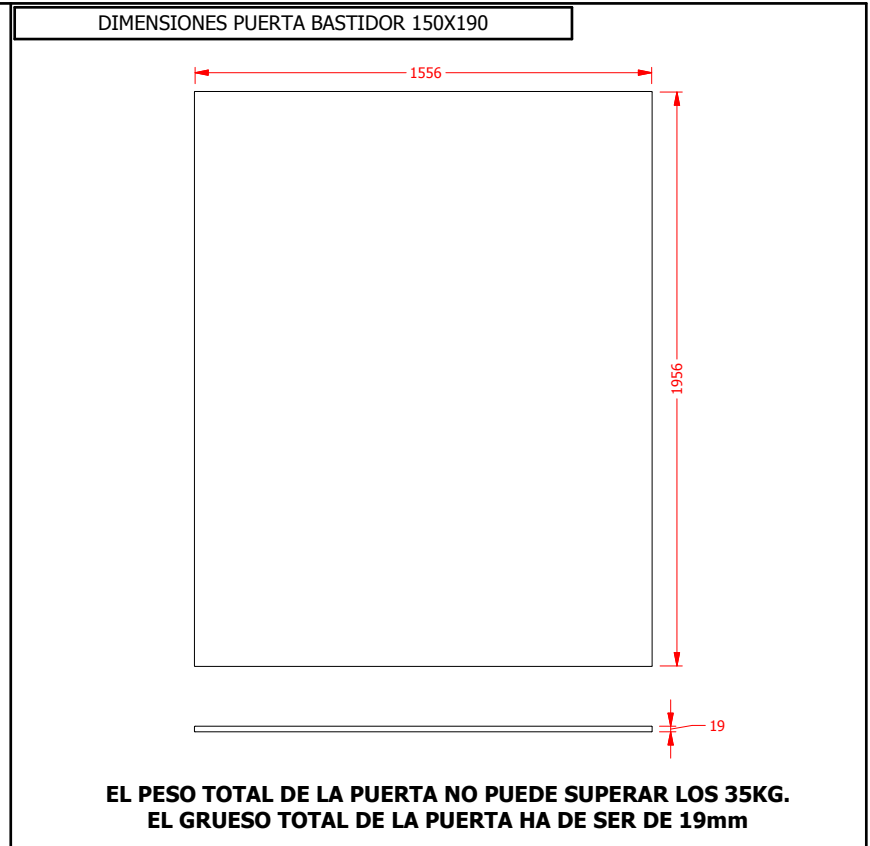 DIMENSIONES PUERTA BASTIDOR 150X190
1556
1956
19
EL PESO TOTAL DE LA PUERTA NO PUEDE SUPERAR LOS 35KG.
EL GRUESO TOTAL DE LA PUERTA HA DE SER DE 19mm